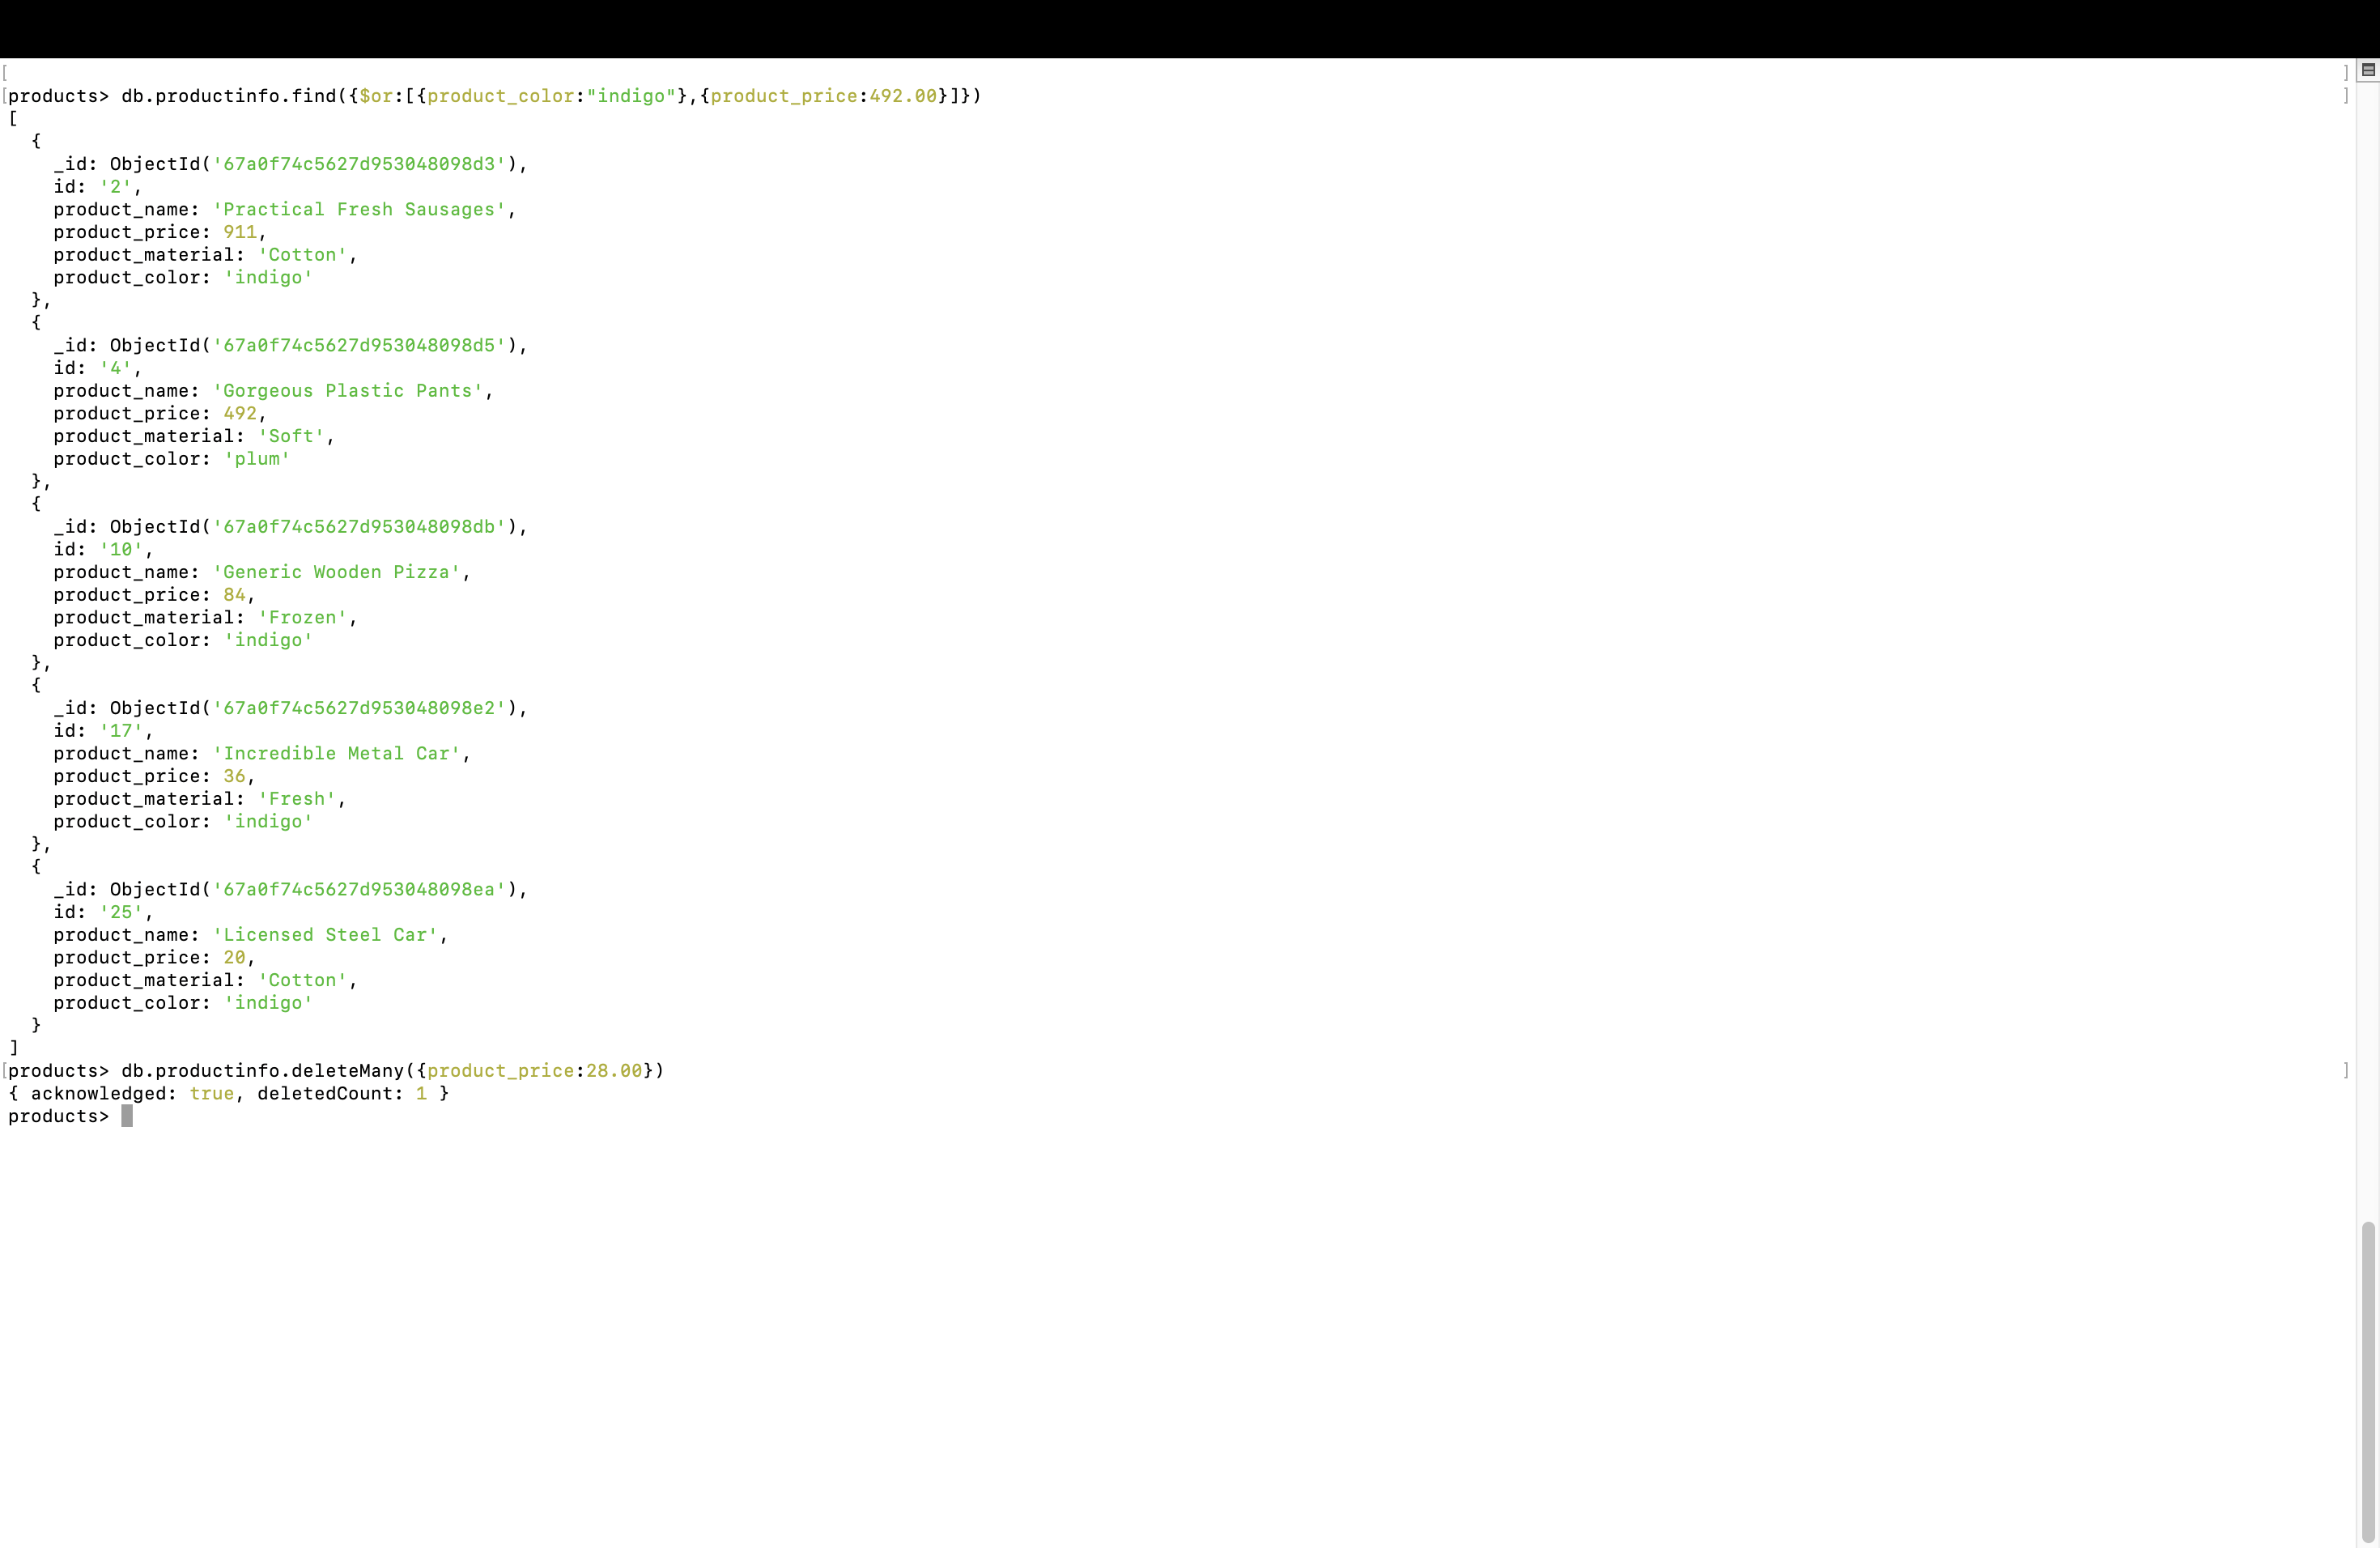 [ ]
[products> db.productinfo.find({$or:[{product_color:"indigo"},{product_price:492.00}]}) ]
[
  {
    _id: ObjectId('67a0f74c5627d953048098d3'),
    id: '2',
    product_name: 'Practical Fresh Sausages',
    product_price: 911,
    product_material: 'Cotton',
    product_color: 'indigo'
  },
  {
    _id: ObjectId('67a0f74c5627d953048098d5'),
    id: '4',
    product_name: 'Gorgeous Plastic Pants',
    product_price: 492,
    product_material: 'Soft',
    product_color: 'plum'
  },
  {
    _id: ObjectId('67a0f74c5627d953048098db'),
    id: '10',
    product_name: 'Generic Wooden Pizza',
    product_price: 84,
    product_material: 'Frozen',
    product_color: 'indigo'
  },
  {
    _id: ObjectId('67a0f74c5627d953048098e2'),
    id: '17',
    product_name: 'Incredible Metal Car',
    product_price: 36,
    product_material: 'Fresh',
    product_color: 'indigo'
  },
  {
    _id: ObjectId('67a0f74c5627d953048098ea'),
    id: '25',
    product_name: 'Licensed Steel Car',
    product_price: 20,
    product_material: 'Cotton',
    product_color: 'indigo'
  }
]
[products> db.productinfo.deleteMany({product_price:28.00}) ]
{ acknowledged: true, deletedCount: 1 }
products>